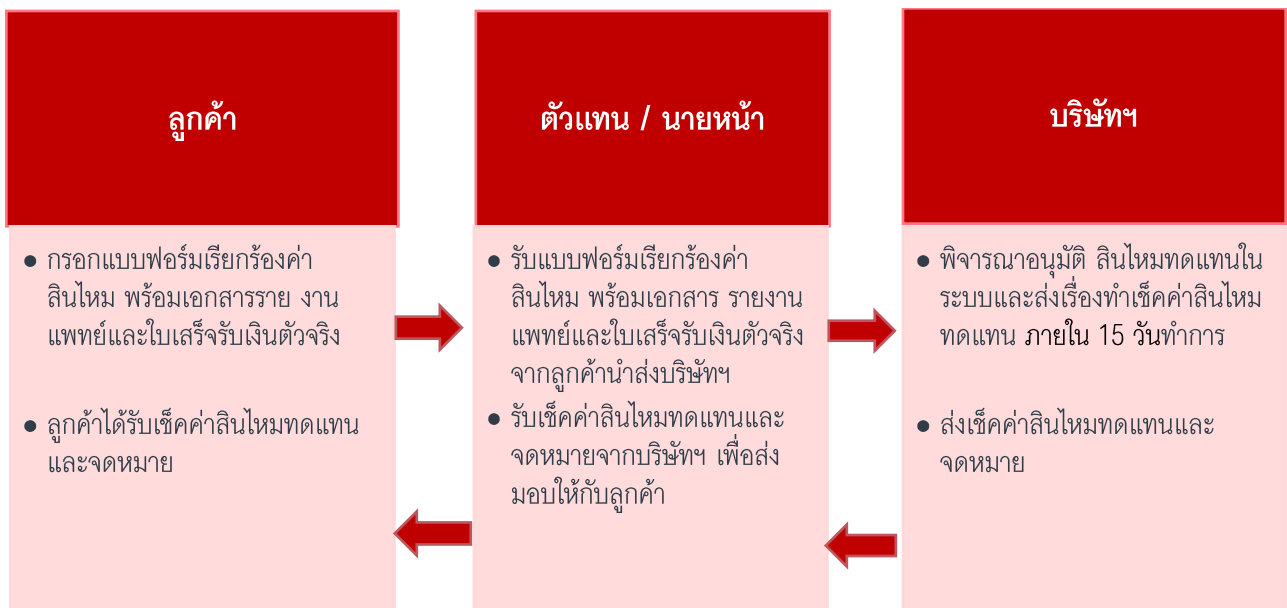 ลูกค้า
● กรอกแบบฟอร์มเรียกร้องค่า
สินไหม พร้อมเอกสารราย งาน
แพทย์และใบเสร็จรับเงินตัวจริง
● ลูกค้าได้รับเช็คค่าสินไหมทดแทน
และจดหมาย
ตัวแทน / นายหน้า
● รับแบบฟอร์มเรียกร้องค่า
สินไหม พร้อมเอกสาร รายงาน
แพทย์และใบเสร็จรับเงินตัวจริง
จากลูกค้านำส่งบริษัทฯ
● รับเช็คค่าสินไหมทดแทนและ
จดหมายจากบริษัทฯ เพื่อส่ง
มอบให้กับลูกค้า
บริษัทฯ
● พิจารณาอนุมัติ สินไหมทดแทนใน
ระบบและส่งเรื่องทำเช็คค่าสินไหม
ทดแทน ภายใน 15 วันทำการ
● ส่งเช็คค่าสินไหมทดแทนและ
จดหมาย